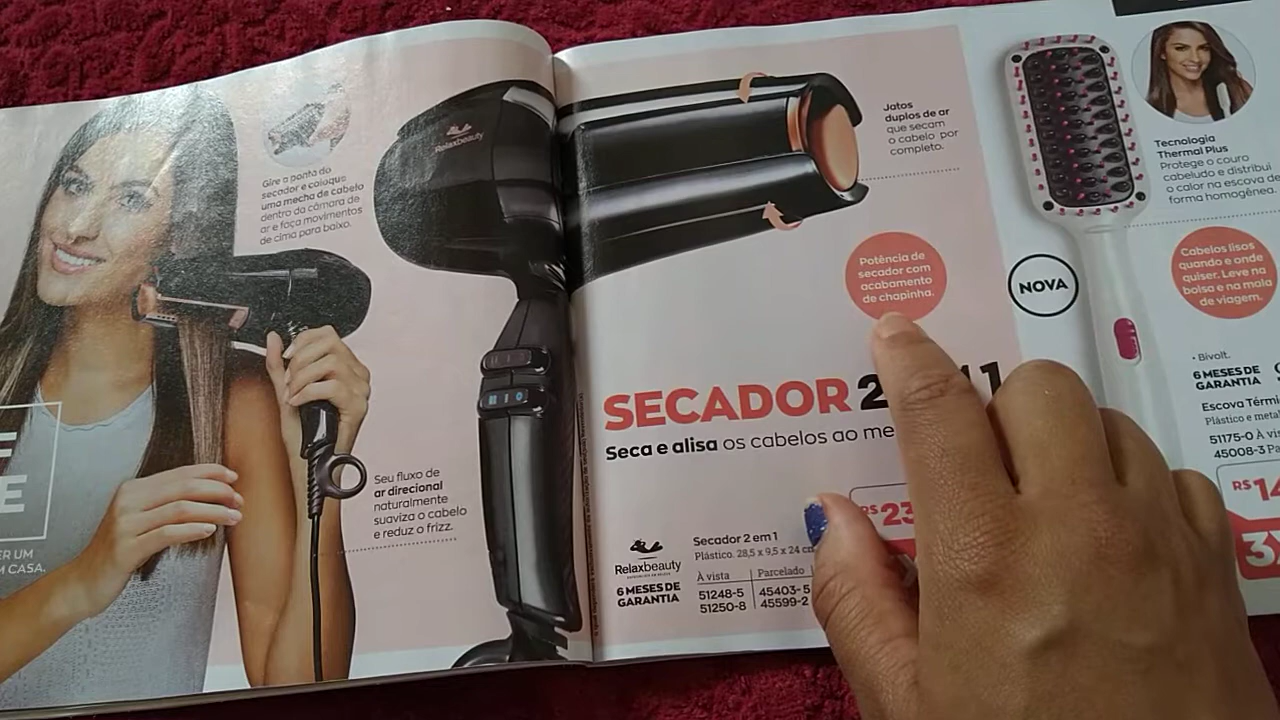 Gire a ponta do
secador e coloque
uma mecha de cabelo
dentro da câmara de
ar e faça movimentos
de cima para baixo.
Seu fluxo de
ar direcional
naturalmente
suaviza o cabelo
e reduz o frizz.
E
ER UM
M CASA.
Relaxbeauty
Jatos
duplos de ar
que secam
o cabelo por
completo.
Potência de
secador com
acabamento
de chapinha.
SECADOR 2 1
Seca e alisa os cabelos ao me
R$ 23
Relaxbeauty
6 MESES DE
GARANTIA
Secador 2 em 1
Plástico. 28,5 x 9,5 x 24 cm
À vista Parcelado
51248-5 45403-5
51250-8 45599-2
NOVA
Tecnologia
Thermal Plus
Protege o couro
cabeludo e distribui
o calor na escova de
forma homogênea.
Cabelos lisos
quando e onde
quiser. Leve na
bolsa e na mala
de viagem.
• Bivolt.
6 MESES DE
GARANTIA
Escova Térmi
Plástico e metal
51175-0 À vis
45008-3 Pa
R$ 14
3X